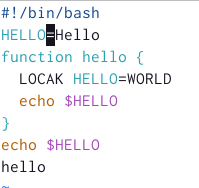 #!/bin/bash
HELLO=Hello
function hello {
  LOCAK HELLO=WORLD
  echo $HELLO
}
echo $HELLO
hello
~